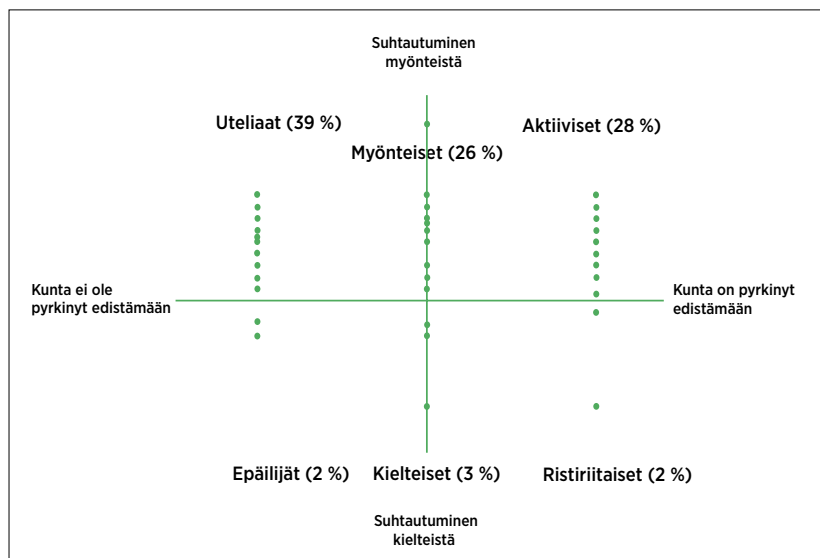 Suhtautuminen
myönteistä
Uteliaat (39 %)
Aktiiviset (28 %)
Myönteiset (26 %)
Kunta ei ole
pyrkinyt edistämään
Kunta on pyrkinyt
edistämään
Epäilijät (2 %)
Kielteiset (3 %)
Ristiriitaiset (2 %)
Suhtautuminen
kielteistä